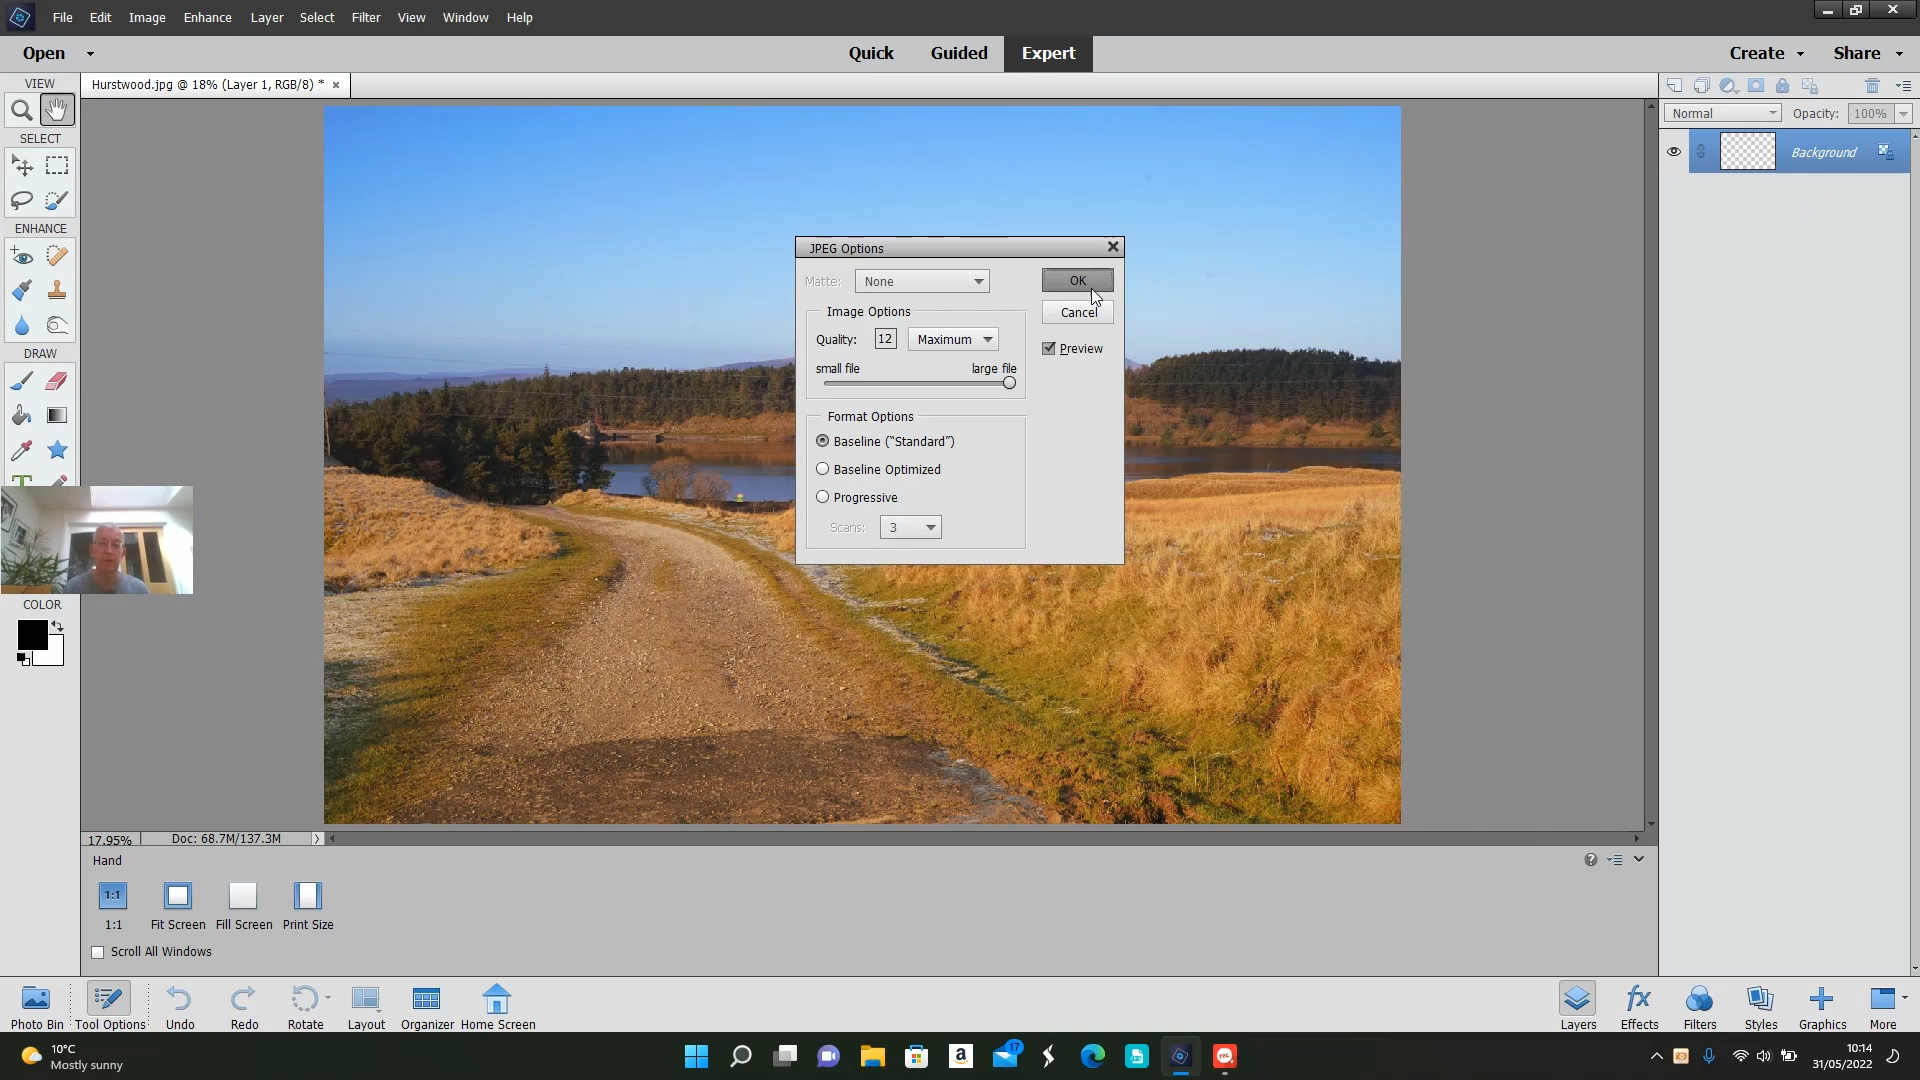 File Edit Image Enhance Layer Select Filter View Window Help
Open Quick Guided Expert Create Share
VIEW
Hurstwood.jpg @ 18% (Layer 1, RGB/8) *
Normal Opacity: 100%
SELECT
Background
ENHANCE
JPEG Options
Matte: None OK
Image Options
Cancel
Quality: 12 Maximum
Preview
small file large file
DRAW
Format Options
Baseline (“Standard”)
Baseline Optimized
Progressive
Scans: 3
COLOR
17.95% Doc: 68.7M/137.3M
Hand
1:1
1:1 Fit Screen Fill Screen Print Size
Scroll All Windows
Photo Bin Tool Options Undo Redo Rotate Layout Organizer Home Screen Layers Effects Filters Styles Graphics More
10°C
Mostly sunny
17
10:14
31/05/2022